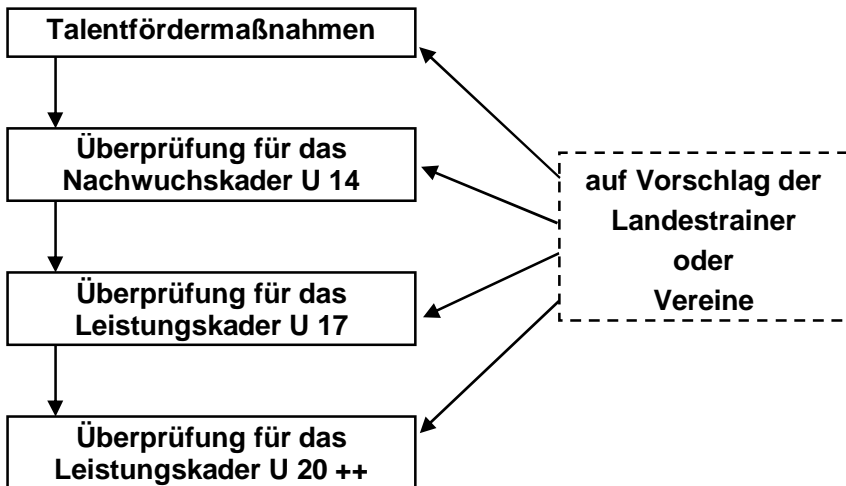 Talentfördermaßnahmen
Überprüfung für das
Nachwuchskader U 14
Überprüfung für das
Leistungskader U 17
Überprüfung für das
Leistungskader U 20 ++
auf Vorschlag der
Landestrainer
oder
Vereine